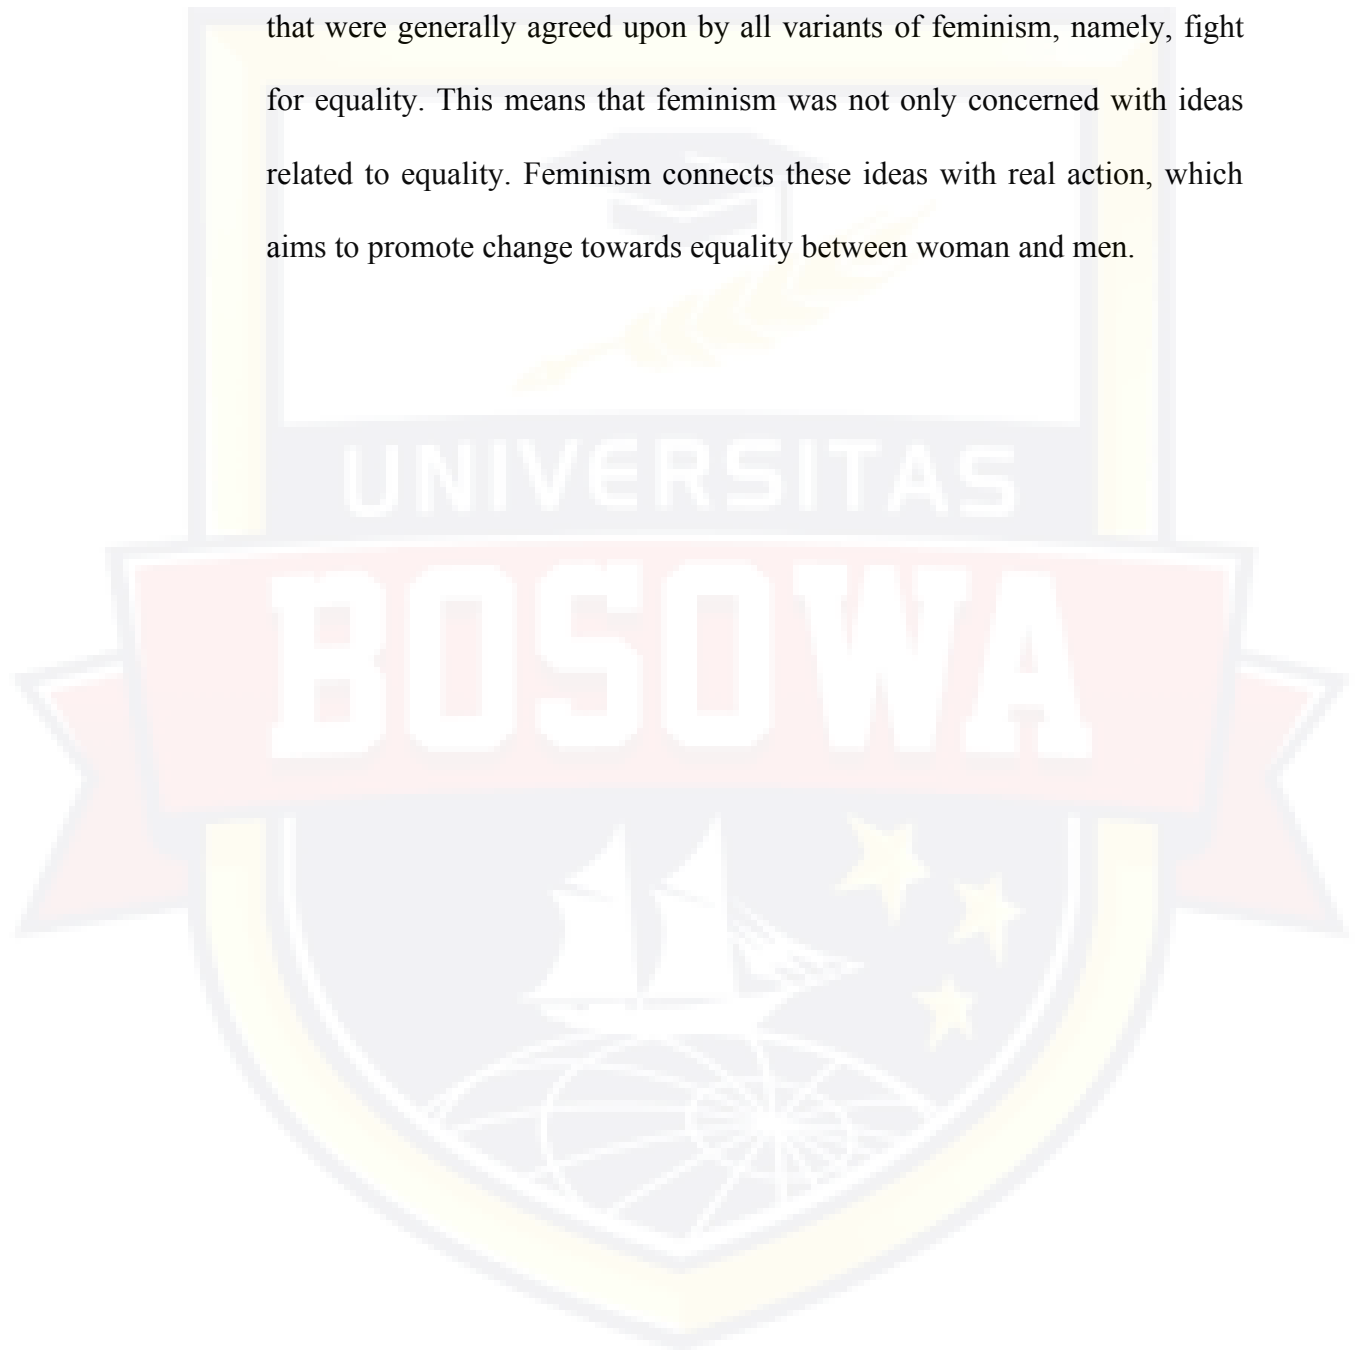 that were generally agreed upon by all variants of feminism, namely, fight
for equality. This means that feminism was not only concerned with ideas
related to equality. Feminism connects these ideas with real action, which
aims to promote change towards equality between woman and men.
UNIVERSITAS
BOSOWA